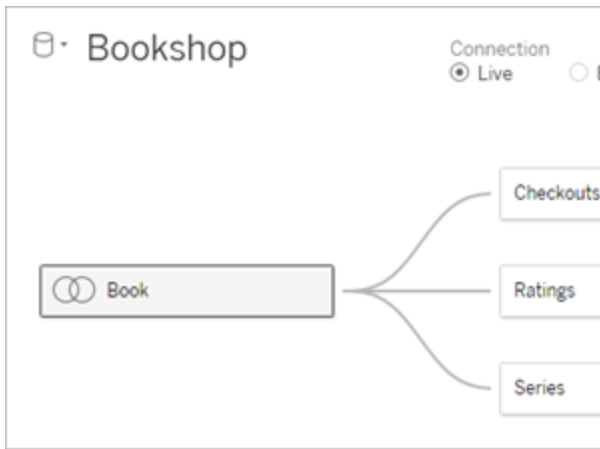 Bookshop
Connection
Live
Checkouts
Book
Ratings
Series